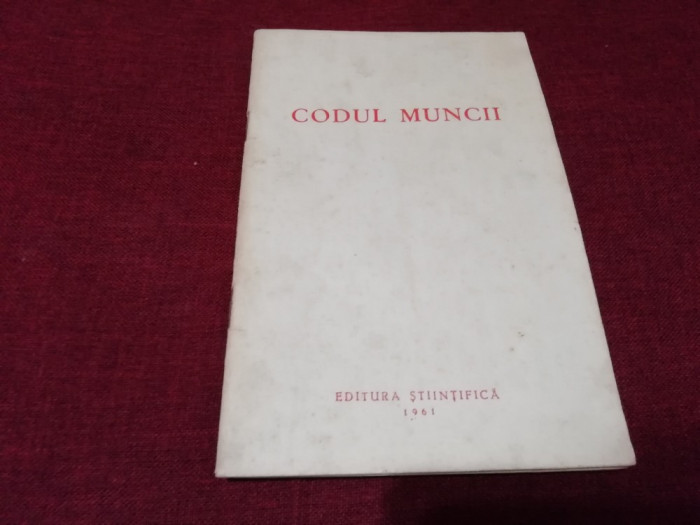 CODUL MUNCII
EDITURA ŞTIINŢIFICĂ
1961